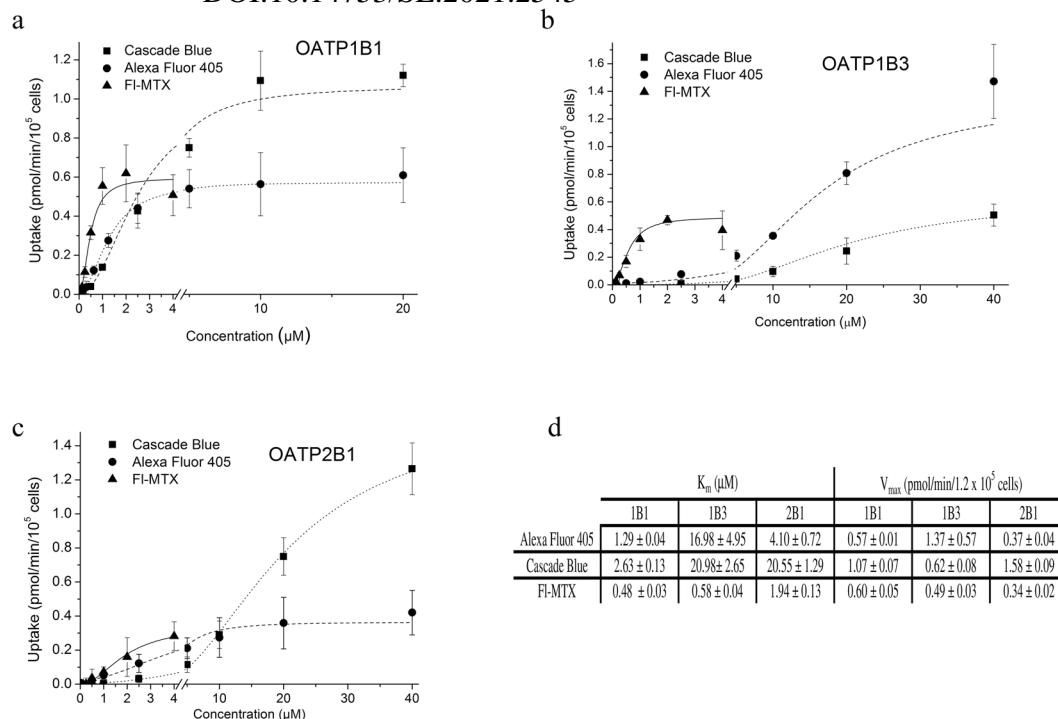 DOI:10.14753/SE.2021.2545
a
OATP1B1
Cascade Blue
Alexa Fluor 405
Fl-MTX
Uptake (pmol/min/10⁵ cells)
1.2
1.0
0.8
0.6
0.4
0.2
0.0
0 1 2 3 4 10 20
Concentration (µM)
b
OATP1B3
Cascade Blue
Alexa Fluor 405
FI-MTX
Uptake (pmol/min/10⁵ cells)
1.6
1.4
1.2
1.0
0.8
0.6
0.4
0.2
0.0
0 1 2 3 4 10 20 30 40
Concentration (µM)
c
OATP2B1
Cascade Blue
Alexa Fluor 405
FI-MTX
Uptake (pmol/min/10⁵ cells)
1.4
1.2
1.0
0.8
0.6
0.4
0.2
0.0
0 1 2 3 4 10 20 30 40
Concentration (µM)
d
Kₘ (µM) Vₘₐₓ (pmol/min/1.2 x 10⁵ cells)
1B1 1B3 2B1 1B1 1B3 2B1
Alexa Fluor 405 1.29 ± 0.04 16.98 ± 4.95 4.10 ± 0.72 0.57 ± 0.01 1.37 ± 0.57 0.37 ± 0.04
Cascade Blue 2.63 ± 0.13 20.98± 2.65 20.55 ± 1.29 1.07 ± 0.07 0.62 ± 0.08 1.58 ± 0.09
Fl-MTX 0.48 ± 0.03 0.58 ± 0.04 1.94 ± 0.13 0.60 ± 0.05 0.49 ± 0.03 0.34 ± 0.02